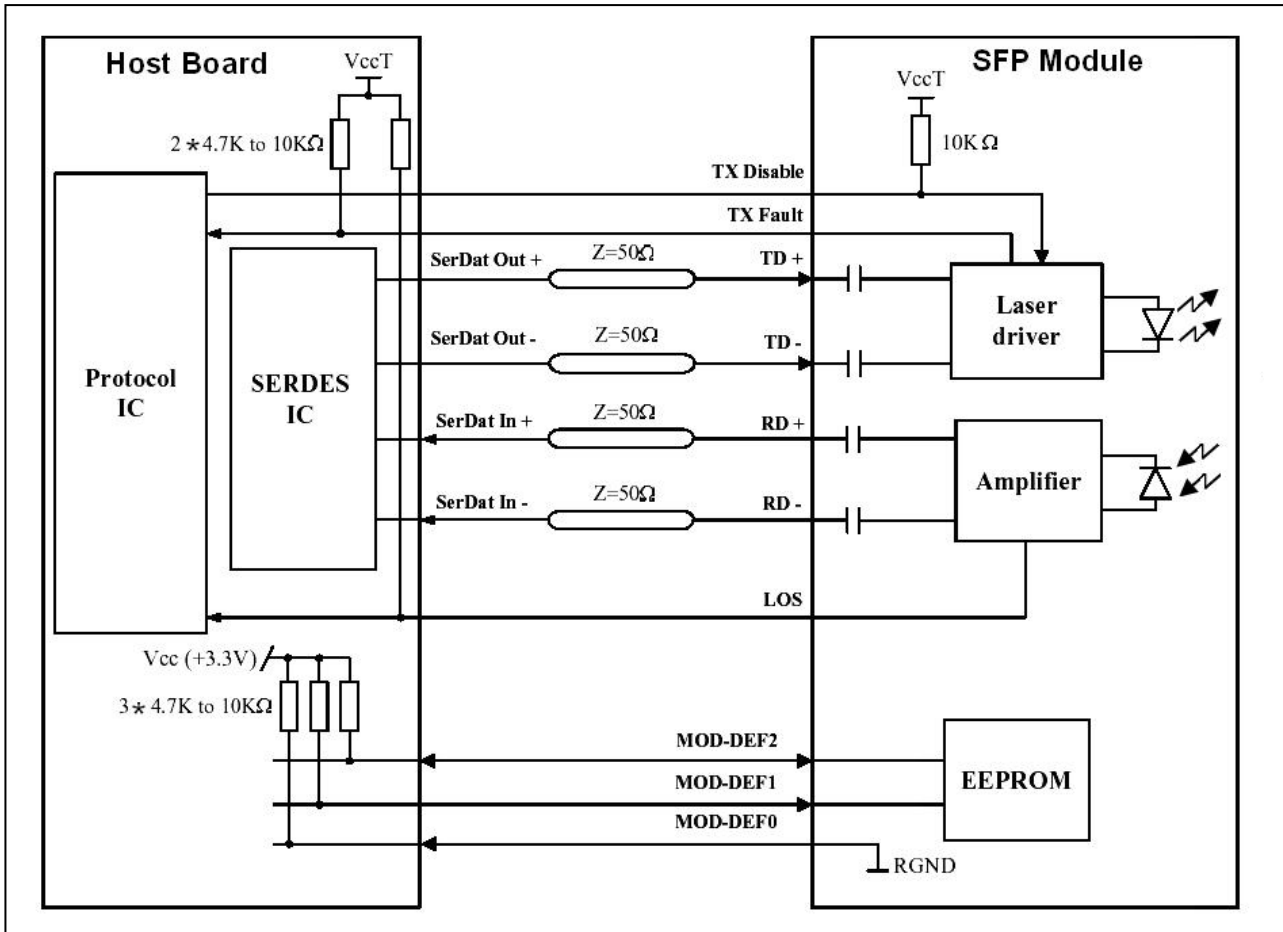 Host Board
SFP Module
VccT
VccT
2*4.7K to 10KΩ
10KΩ
TX Disable
TX Fault
SerDat Out +
Z=50Ω
TD +
Laser
driver
SerDat Out -
Z=50Ω
TD -
Protocol
IC
SERDES
IC
SerDat In +
Z=50Ω
RD +
Amplifier
SerDat In -
Z=50Ω
RD -
LOS
Vcc (+3.3V)
3*4.7K to 10KΩ
MOD-DEF2
MOD-DEF1
MOD-DEF0
EEPROM
RGND